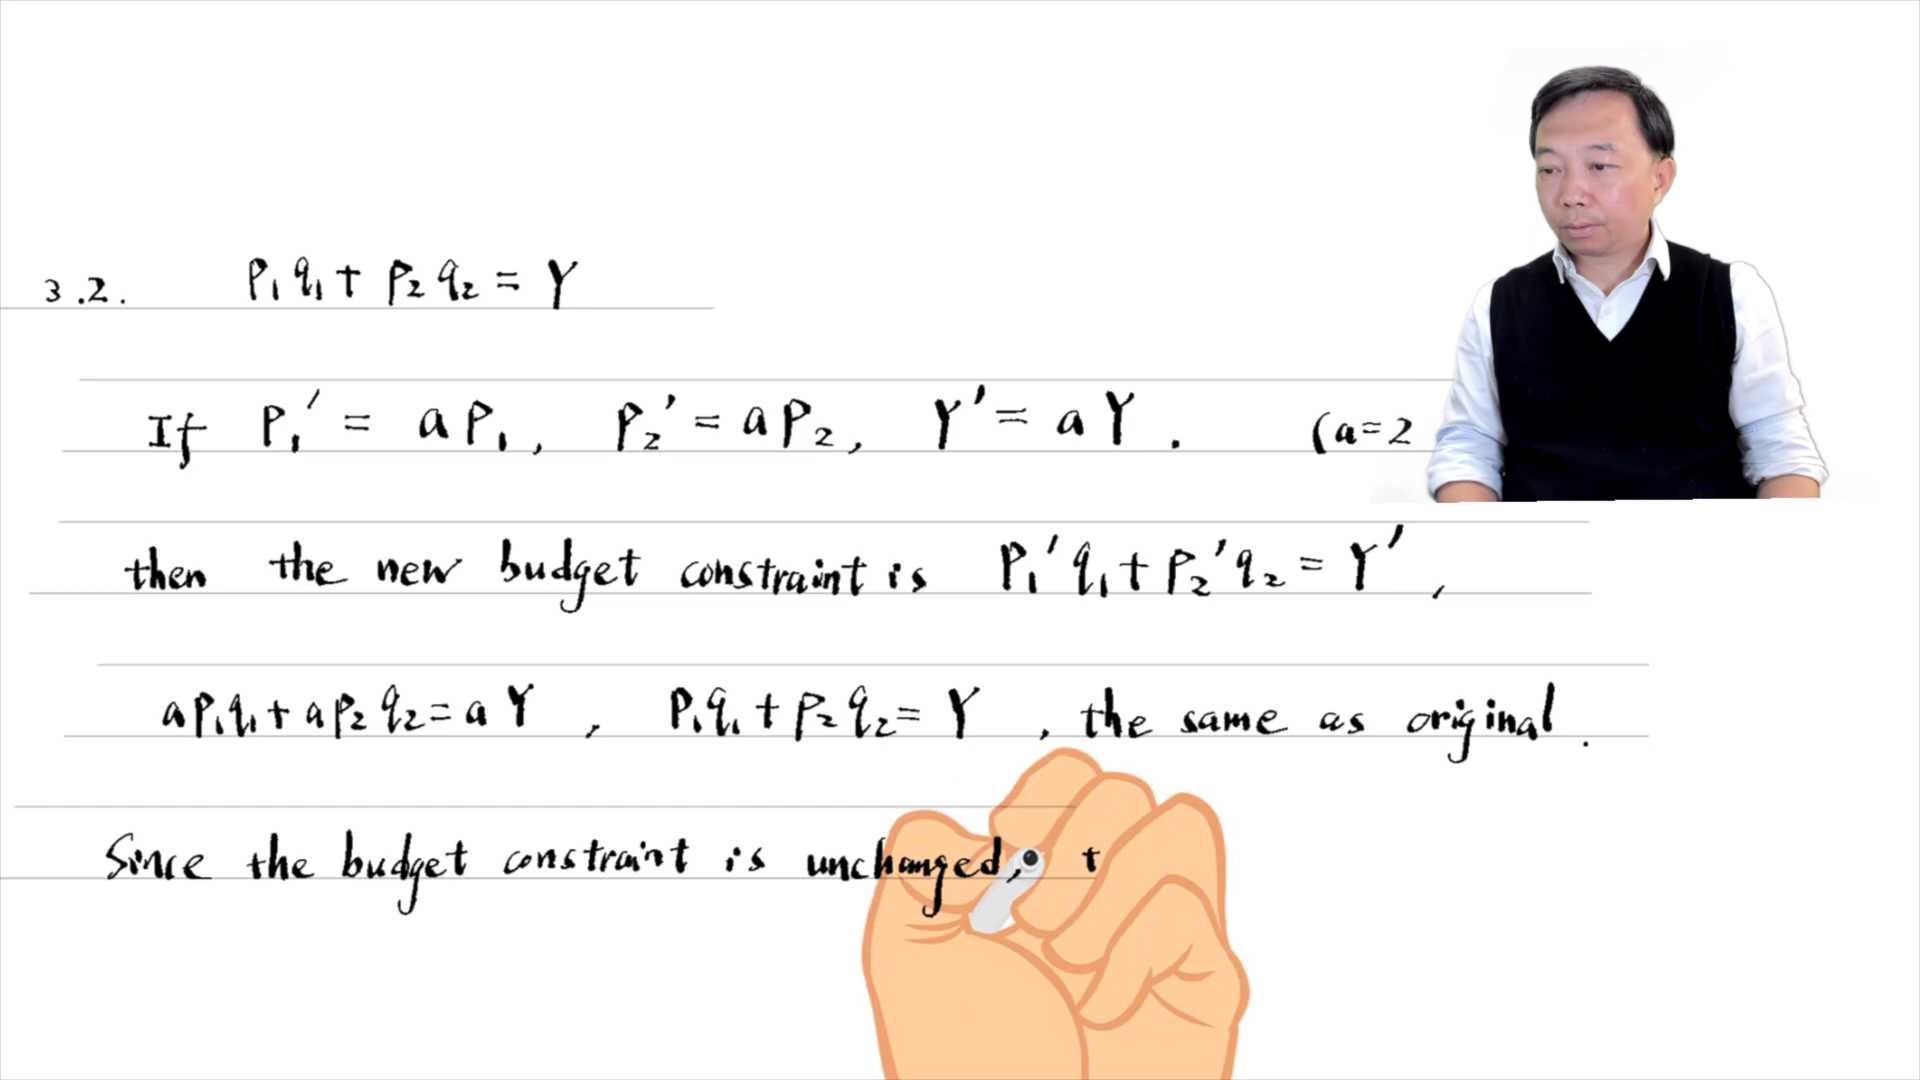 3.2. P₁q₁ + P₂q₂ = Y
If P₁′ = aP₁, P₂′ = aP₂, Y′ = aY. (a=2
then the new budget constraint is P₁′q₁ + P₂′q₂ = Y′,
aP₁q₁ + aP₂q₂ = aY, P₁q₁ + P₂q₂ = Y, the same as original.
Since the budget constraint is unchanged, t